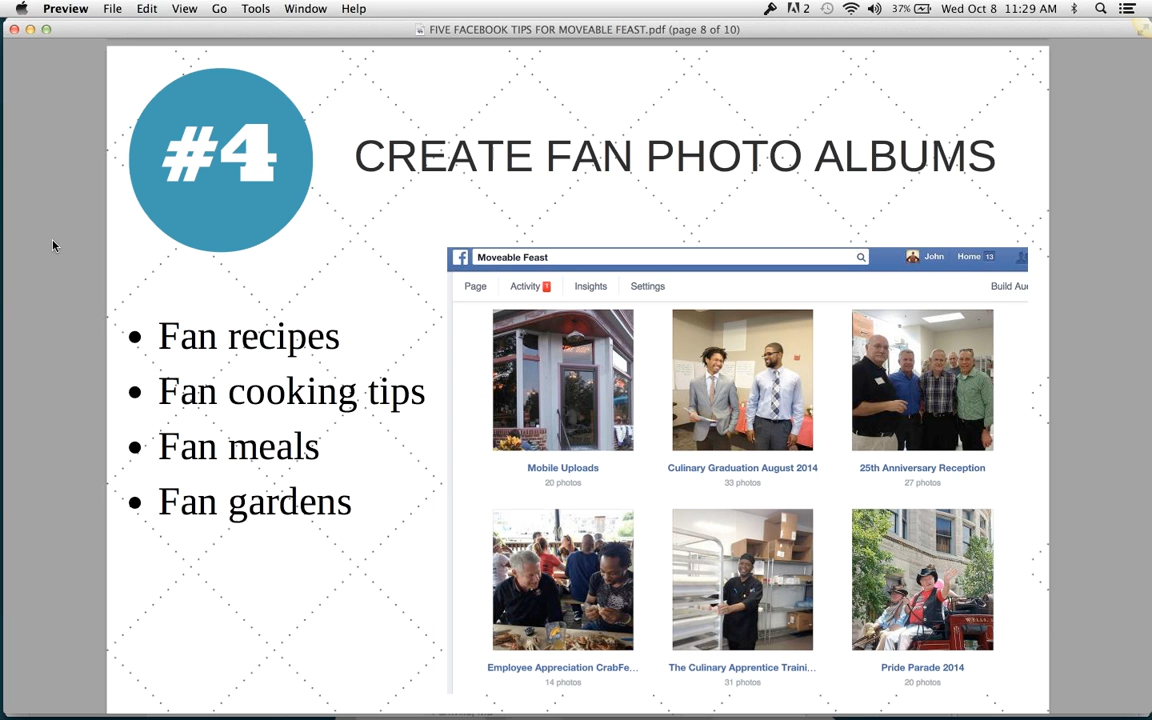 Preview File Edit View Go Tools Window Help 2 37% Wed Oct 8 11:29 AM
FIVE FACEBOOK TIPS FOR MOVEABLE FEAST.pdf (page 8 of 10)
#4
CREATE FAN PHOTO ALBUMS
• Fan recipes
• Fan cooking tips
• Fan meals
• Fan gardens
f Moveable Feast John Home 13
Page Activity 1 Insights Settings Build Au
Mobile Uploads Culinary Graduation August 2014 25th Anniversary Reception
20 photos 33 photos 27 photos
Employee Appreciation CrabFe... The Culinary Apprentice Traini... Pride Parade 2014
14 photos 31 photos 20 photos